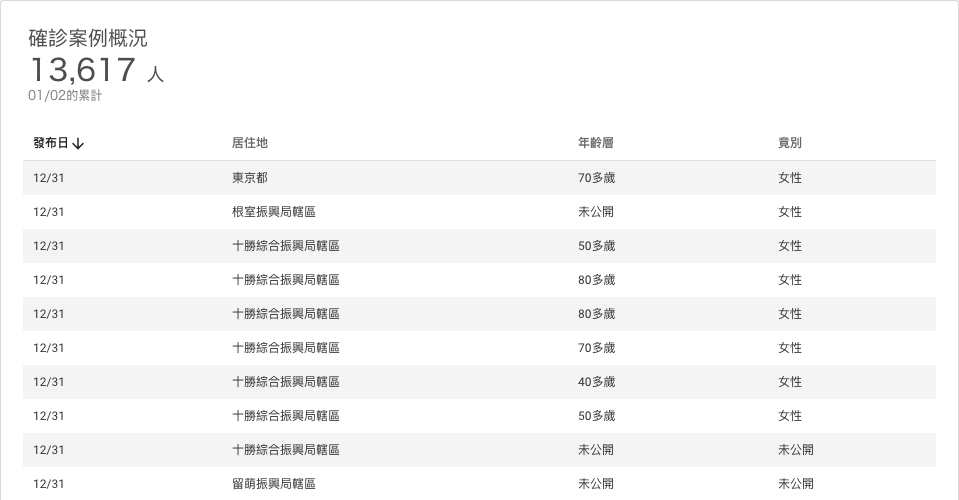 確診案例概況
13,617 人
01/02的累計
發布日↓ 居住地 年齡層 竟別
12/31 東京都 70多歲 女性
12/31 根室振興局轄區 未公開 女性
12/31 十勝綜合振興局轄區 50多歲 女性
12/31 十勝綜合振興局轄區 80多歲 女性
12/31 十勝綜合振興局轄區 80多歲 女性
12/31 十勝綜合振興局轄區 70多歲 女性
12/31 十勝綜合振興局轄區 40多歲 女性
12/31 十勝綜合振興局轄區 50多歲 女性
12/31 十勝綜合振興局轄區 未公開 未公開
12/31 留萌振興局轄區 未公開 未公開